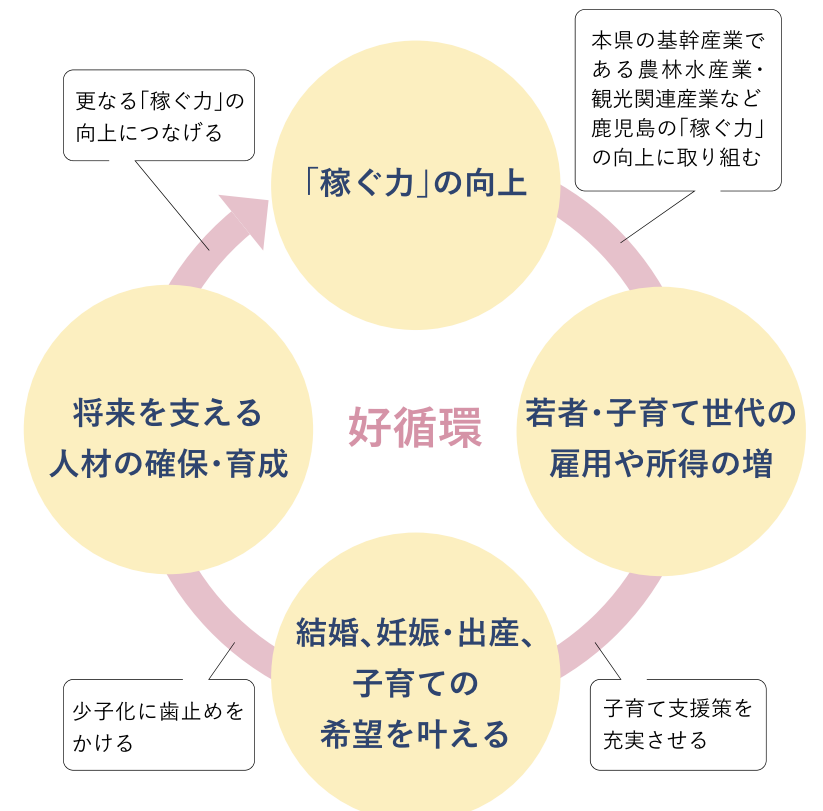 更なる「稼ぐ力」の
向上につなげる
本県の基幹産業で
ある農林水産業・
観光関連産業など
鹿児島の「稼ぐ力」
の向上に取り組む
「稼ぐ力」の向上
将来を支える
人材の確保・育成
好循環
若者・子育て世代の
雇用や所得の増
結婚、妊娠・出産、
子育ての
希望を叶える
少子化に歯止めを
かける
子育て支援策を
充実させる